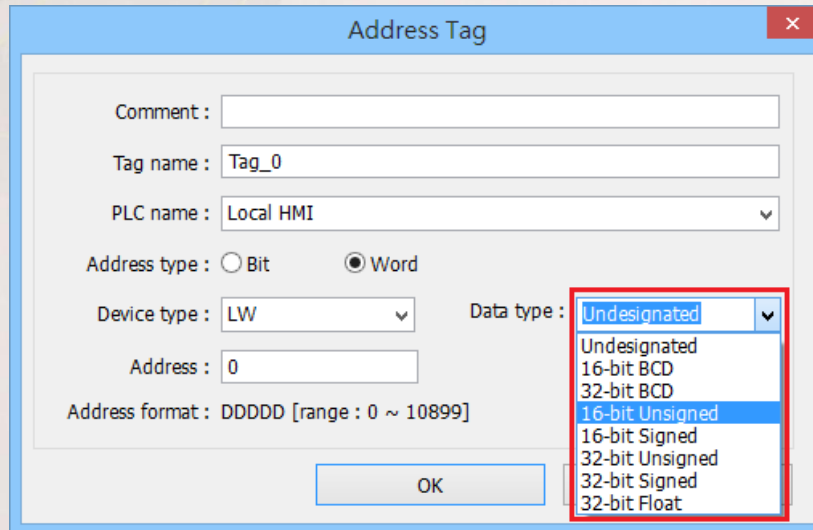 Address Tag
Comment :
Tag name : Tag_0
PLC name : Local HMI
Address type : Bit Word
Device type : LW Data type : Undesignated
Undesignated
16-bit BCD
32-bit BCD
16-bit Unsigned
16-bit Signed
32-bit Unsigned
32-bit Signed
32-bit Float
Address : 0
Address format : DDDDD [range : 0 ~ 10899]
OK